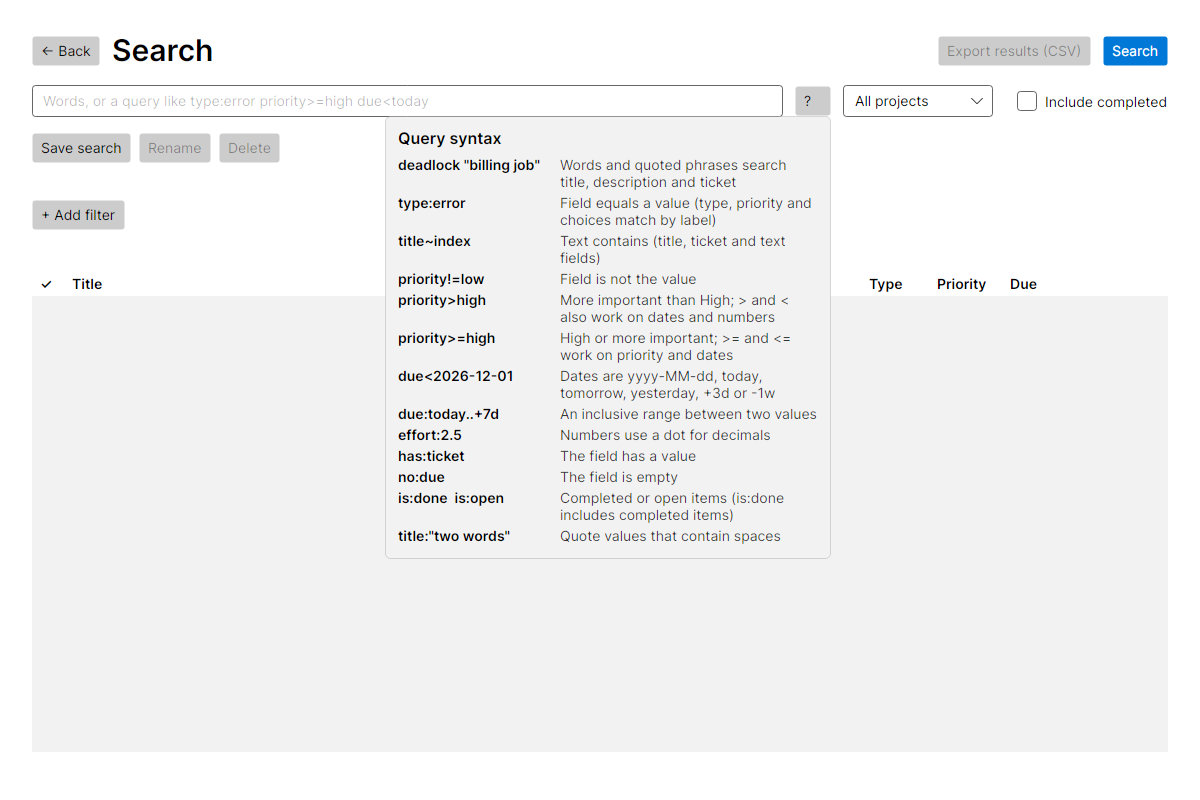 ← Back
Search
Export results (CSV)
Search
Words, or a query like type:error priority>=high due<today
?
All projects
Include completed
Save search
Rename
Delete
+ Add filter
✓ Title
Type
Priority
Due
Query syntax
deadlock "billing job" Words and quoted phrases search
title, description and ticket
type:error Field equals a value (type, priority and
choices match by label)
title~index Text contains (title, ticket and text
fields)
priority!=low Field is not the value
priority>high More important than High; > and <
also work on dates and numbers
priority>=high High or more important; >= and <=
work on priority and dates
due<2026-12-01 Dates are yyyy-MM-dd, today,
tomorrow, yesterday, +3d or -1w
due:today..+7d An inclusive range between two values
effort:2.5 Numbers use a dot for decimals
has:ticket The field has a value
no:due The field is empty
is:done is:open Completed or open items (is:done
includes completed items)
title:"two words" Quote values that contain spaces